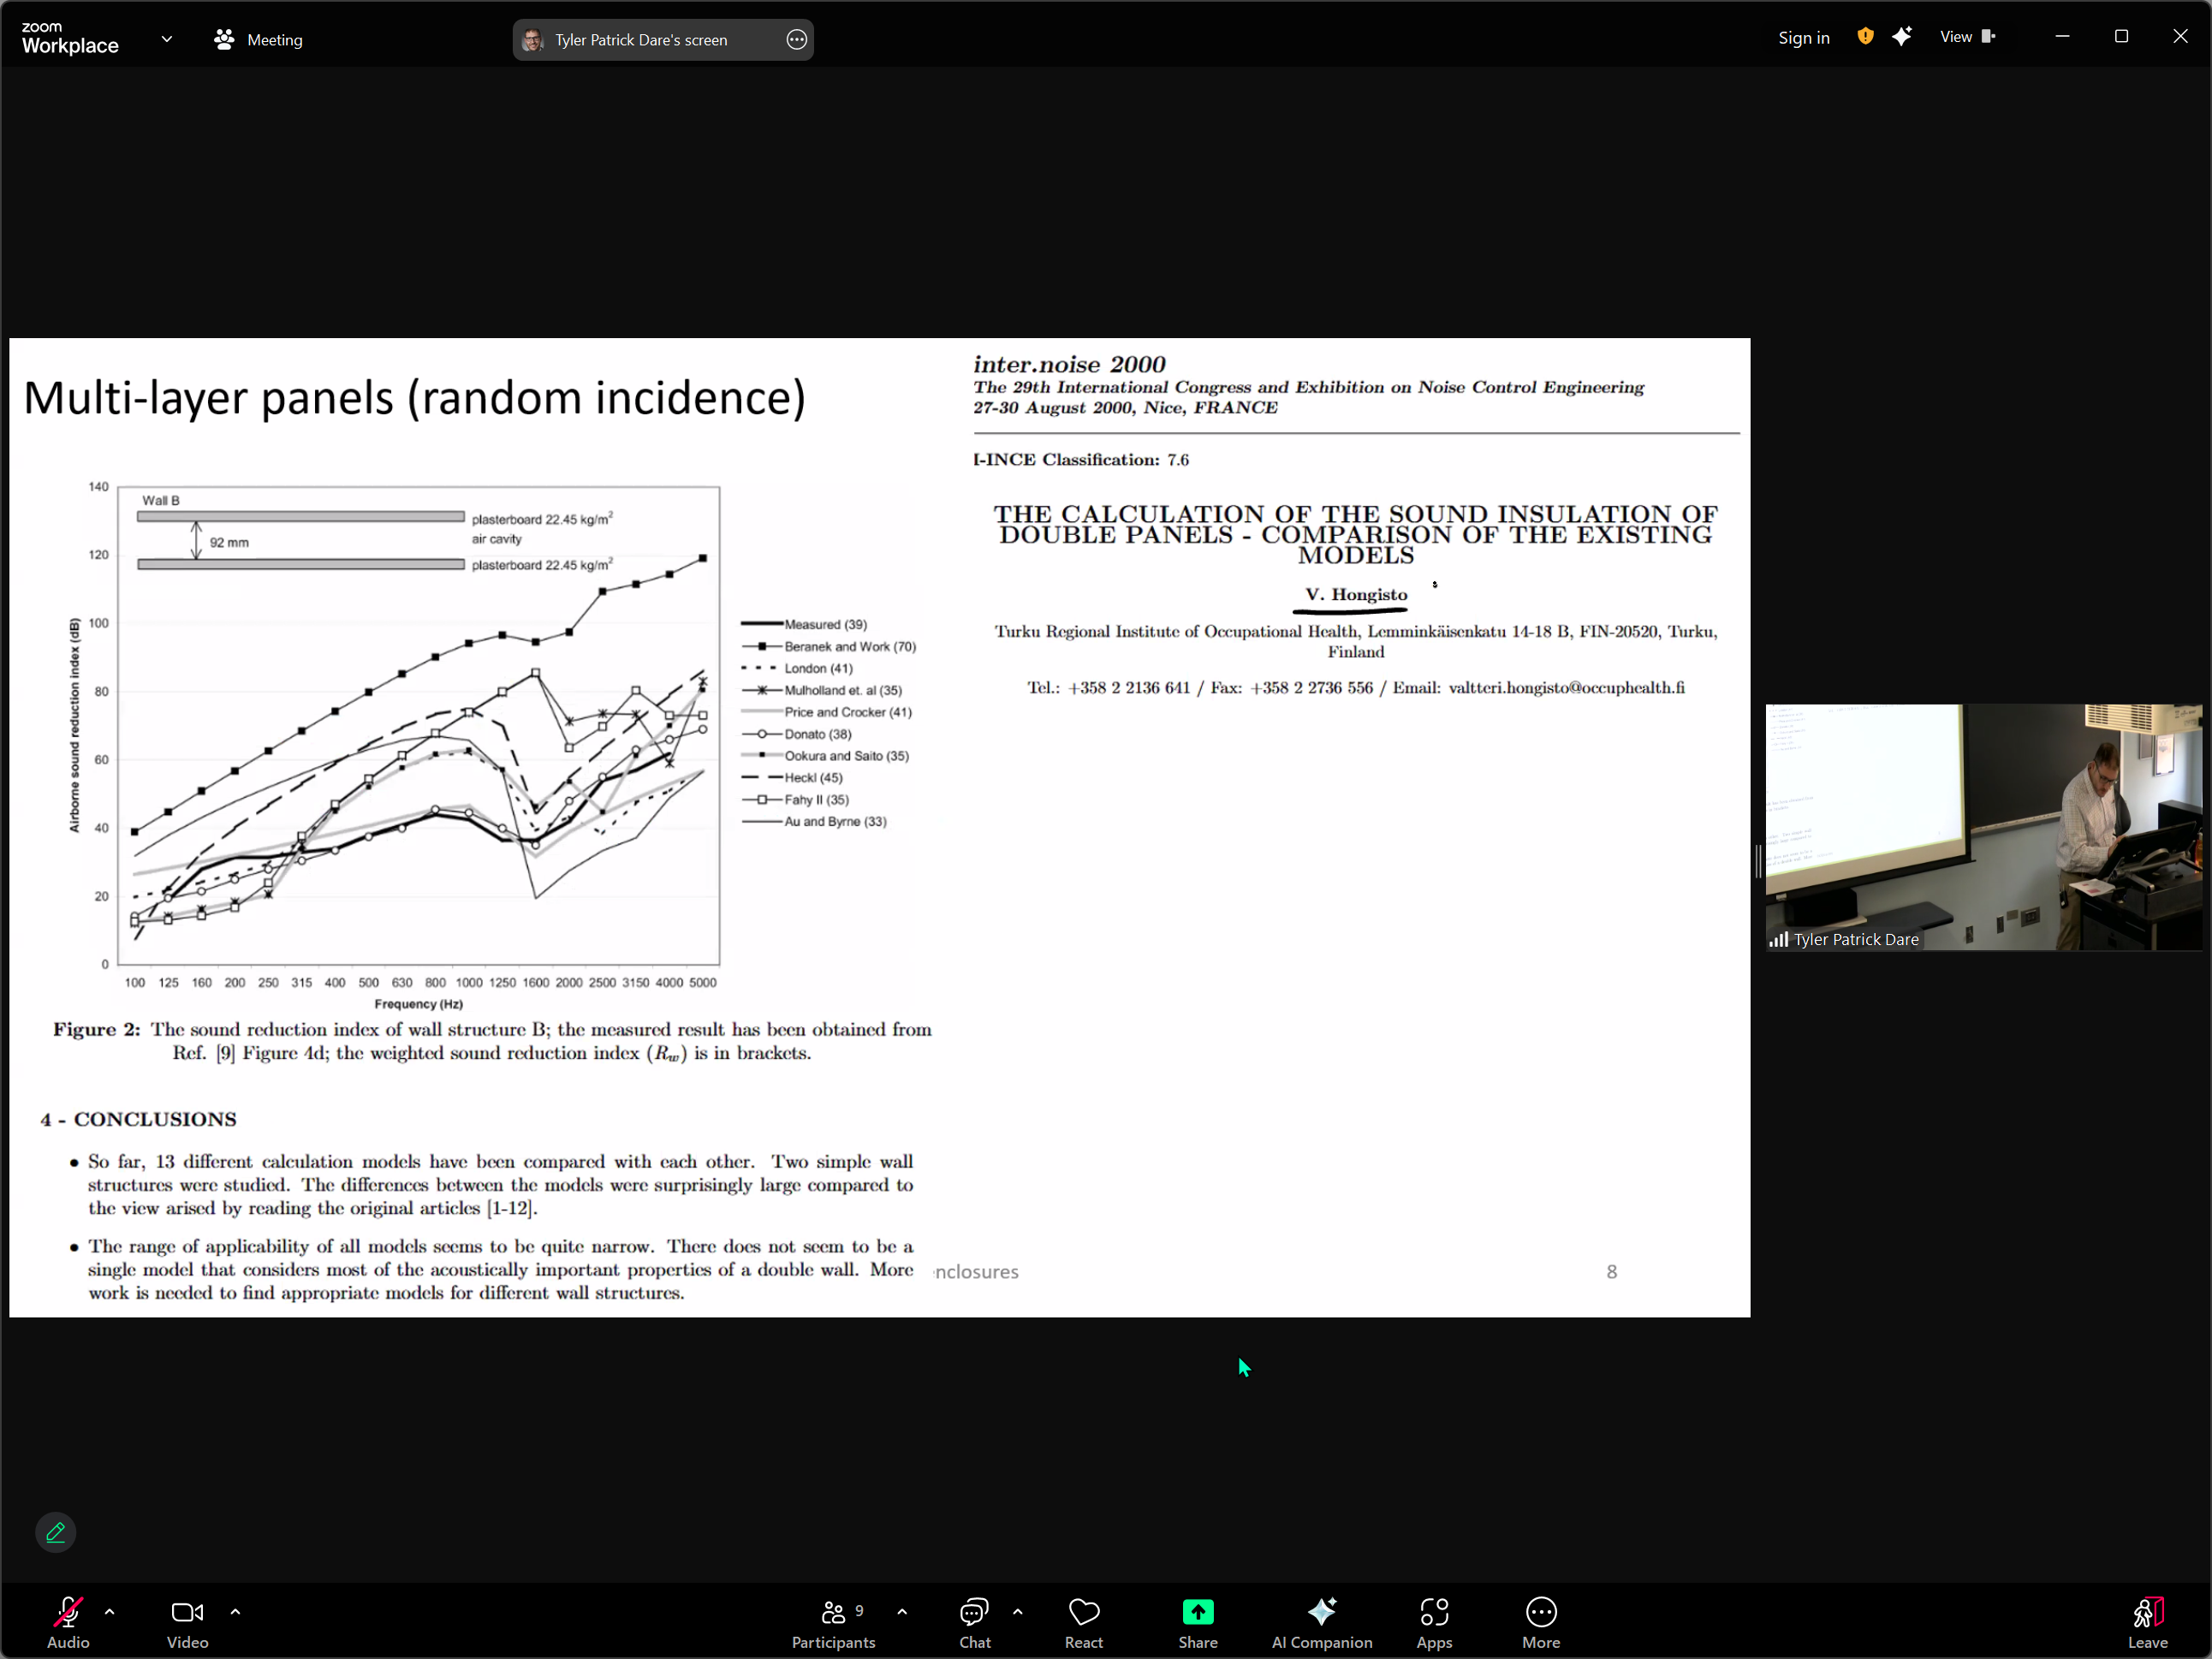 zoom
Workplace
Meeting
Tyler Patrick Dare's screen
Sign in
View
Multi-layer panels (random incidence)
inter.noise 2000
The 29th International Congress and Exhibition on Noise Control Engineering
27-30 August 2000, Nice, FRANCE
I-INCE Classification: 7.6
THE CALCULATION OF THE SOUND INSULATION OF
DOUBLE PANELS - COMPARISON OF THE EXISTING
MODELS
V. Hongisto
Turku Regional Institute of Occupational Health, Lemminkäisenkatu 14-18 B, FIN-20520, Turku,
Finland
Tel.: +358 2 2136 641 / Fax: +358 2 2736 556 / Email: valtteri.hongisto@occuphealth.fi
Wall B
plasterboard 22.45 kg/m²
air cavity
92 mm
plasterboard 22.45 kg/m²
Airborne sound reduction index (dB)
140
120
100
80
60
40
20
0
100 125 160 200 250 315 400 500 630 800 1000 1250 1600 2000 2500 3150 4000 5000
Frequency (Hz)
Measured (39)
Beranek and Work (70)
London (41)
Mulholland et. al (35)
Price and Crocker (41)
Donato (38)
Ookura and Saito (35)
Heckl (45)
Fahy II (35)
Au and Byrne (33)
Figure 2: The sound reduction index of wall structure B; the measured result has been obtained from
Ref. [9] Figure 4d; the weighted sound reduction index (Rw) is in brackets.
4 - CONCLUSIONS
• So far, 13 different calculation models have been compared with each other. Two simple wall
structures were studied. The differences between the models were surprisingly large compared to
the view arised by reading the original articles [1-12].
• The range of applicability of all models seems to be quite narrow. There does not seem to be a
single model that considers most of the acoustically important properties of a double wall. More
work is needed to find appropriate models for different wall structures.
nclosures
8
Tyler Patrick Dare
Audio
Video
9
Participants
Chat
React
Share
AI Companion
Apps
More
Leave